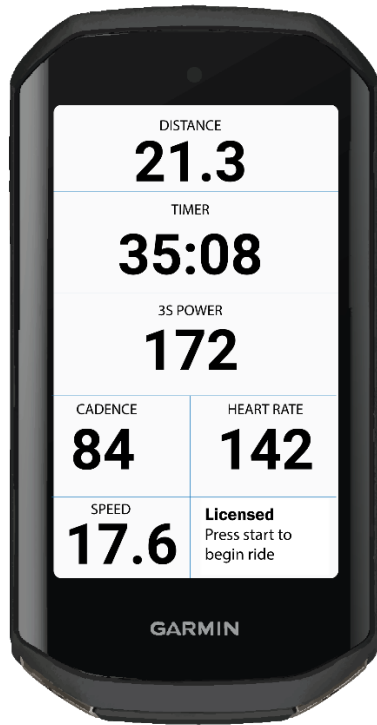 DISTANCE
21.3
TIMER
35:08
3S POWER
172
CADENCE
84
HEART RATE
142
SPEED
17.6
Licensed
Press start to
begin ride
GARMIN